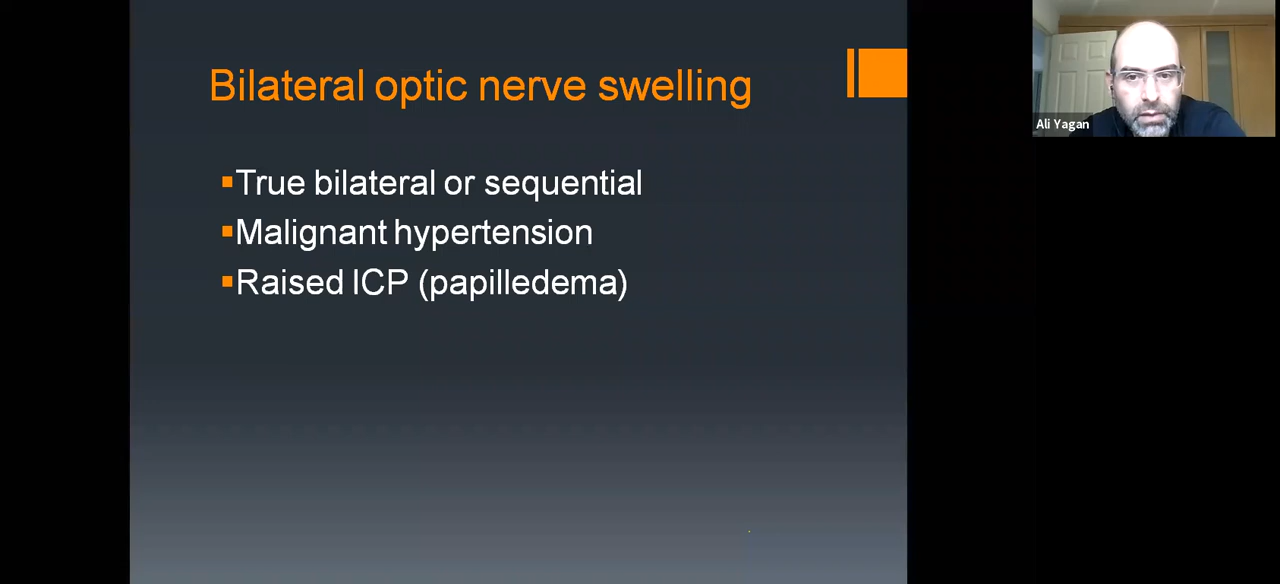 Bilateral optic nerve swelling
▪True bilateral or sequential
▪Malignant hypertension
▪Raised ICP (papilledema)
Ali Yagan